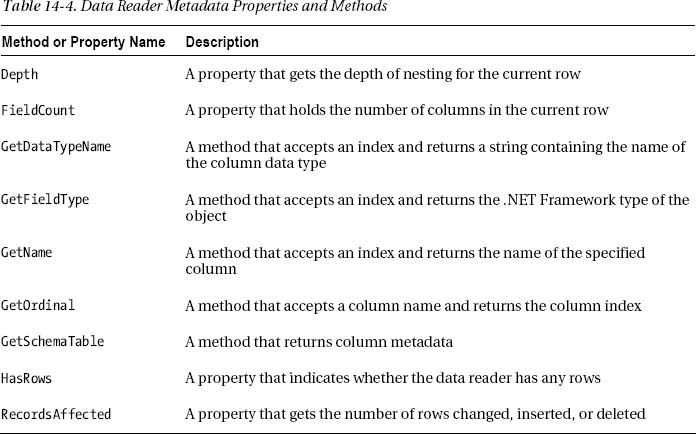 Table 14-4. Data Reader Metadata Properties and Methods
Method or Property Name Description
Depth A property that gets the depth of nesting for the current row
FieldCount A property that holds the number of columns in the current row
GetDataTypeName A method that accepts an index and returns a string containing the name of
the column data type
GetFieldType A method that accepts an index and returns the .NET Framework type of the
object
GetName A method that accepts an index and returns the name of the specified
column
GetOrdinal A method that accepts a column name and returns the column index
GetSchemaTable A method that returns column metadata
HasRows A property that indicates whether the data reader has any rows
RecordsAffected A property that gets the number of rows changed, inserted, or deleted